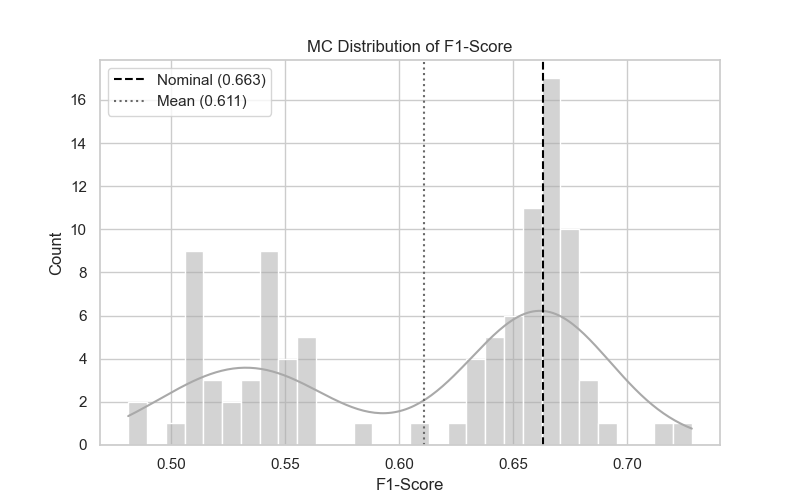 MC Distribution of F1-Score
Nominal (0.663)
Mean (0.611)
16
14
12
10
8
6
4
2
0
Count
0.50 0.55 0.60 0.65 0.70
F1-Score